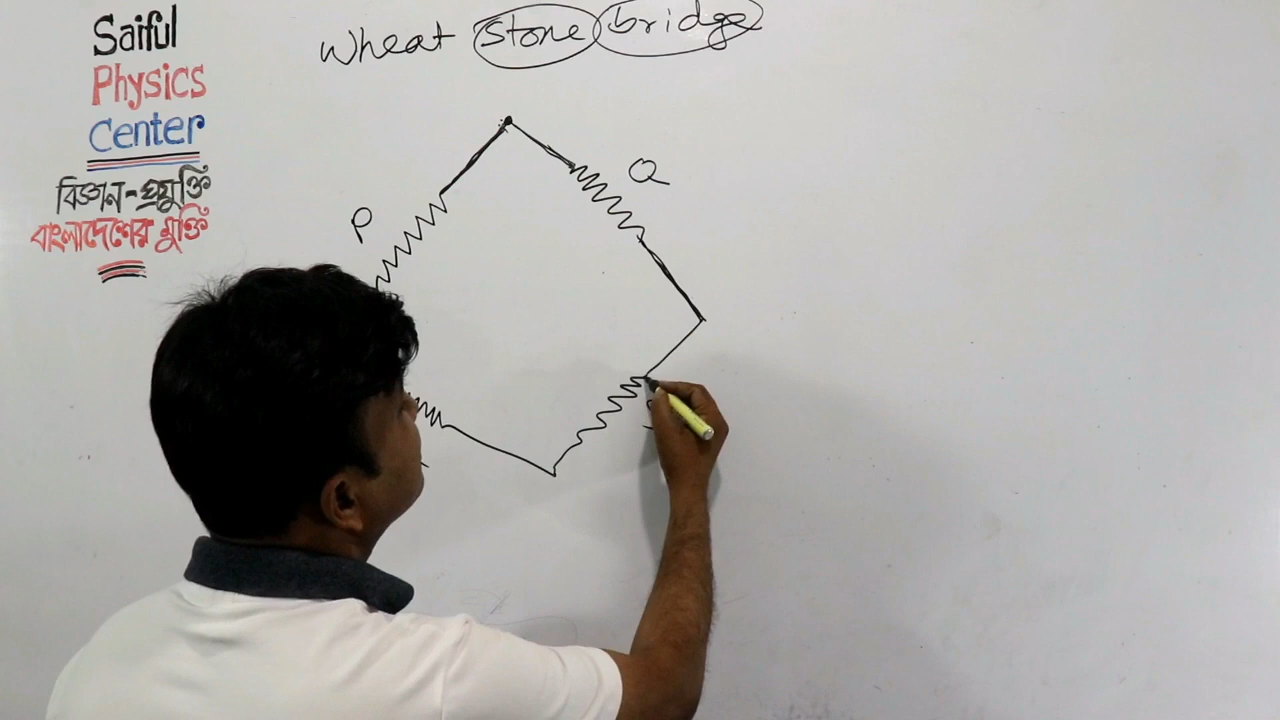 Saiful
Physics
Center
বিজ্ঞান-প্রযুক্তি
বাংলাদেশের মুক্তি
Wheat stone bridge
P
Q